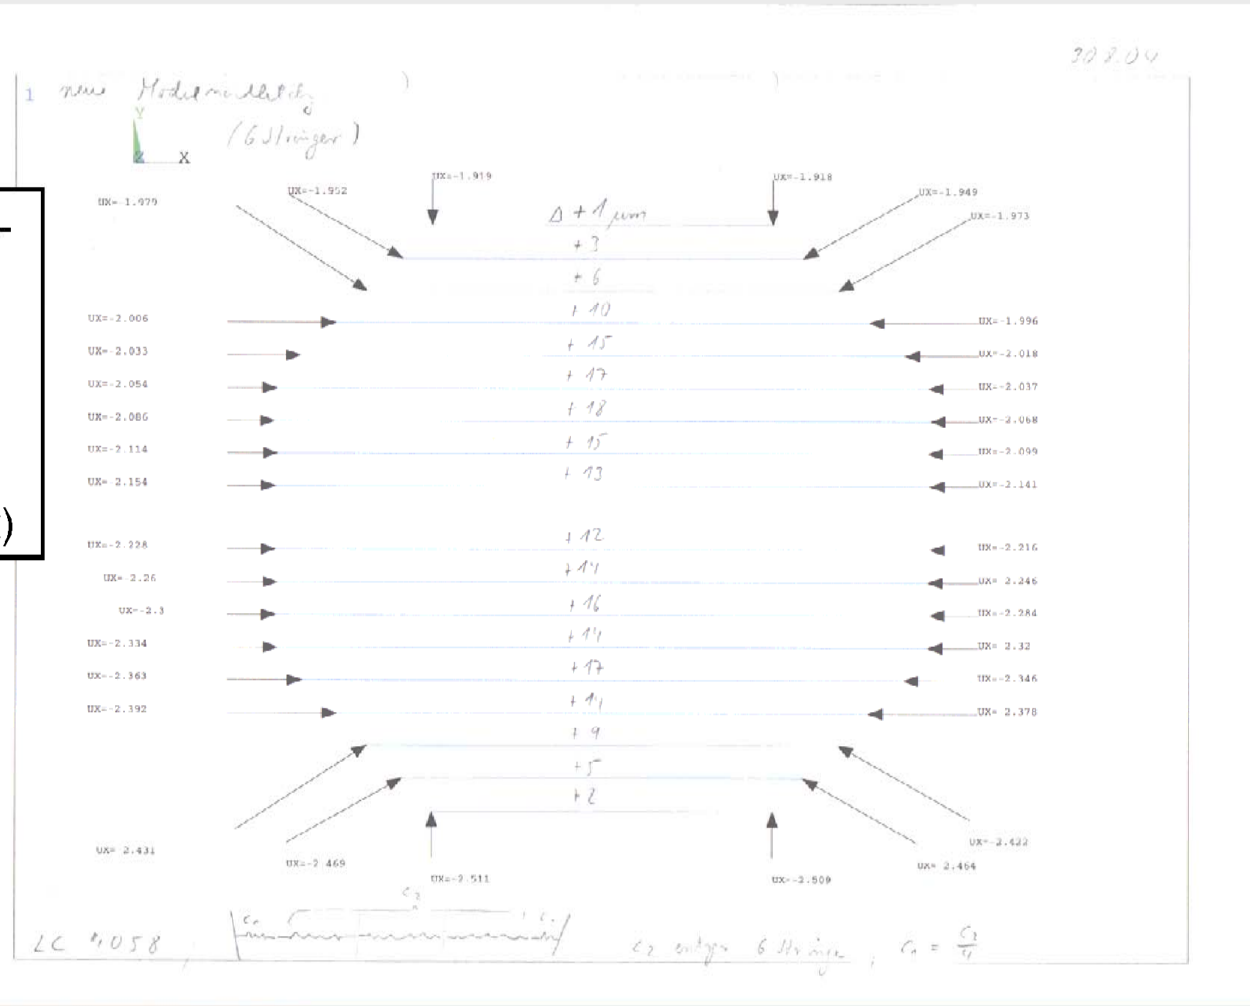 30.8.04
1 neue
(6 Stringer)
Y
Z X
UX=-1.919 UX=-1.918
UX=-1.952 UX=-1.949
UX=-1.979 UX=-1.973
Δ + 1 μm
+ 3
+ 6
+ 10
UX=-2.006 UX=-1.996
+ 15
UX=-2.033 UX=-2.018
+ 17
UX=-2.054 UX=-2.037
+ 18
UX=-2.086 UX=-2.068
+ 15
UX=-2.114 UX=-2.099
+ 13
UX=-2.154 UX=-2.141
)
+ 12
UX=-2.228 UX=-2.216
+ 14
UX=-2.26 UX=-2.246
+ 16
UX=-2.3 UX=-2.284
+ 14
UX=-2.334 UX=-2.32
+ 17
UX=-2.363 UX=-2.346
+ 14
UX=-2.392 UX=-2.378
+ 9
+ 5
+ 2
UX=-2.431 UX=-2.422
UX=-2.469 UX=-2.464
UX=-2.511 UX=-2.509
C2
LC 4058
C2 6 Stringer, C1 = C2/4